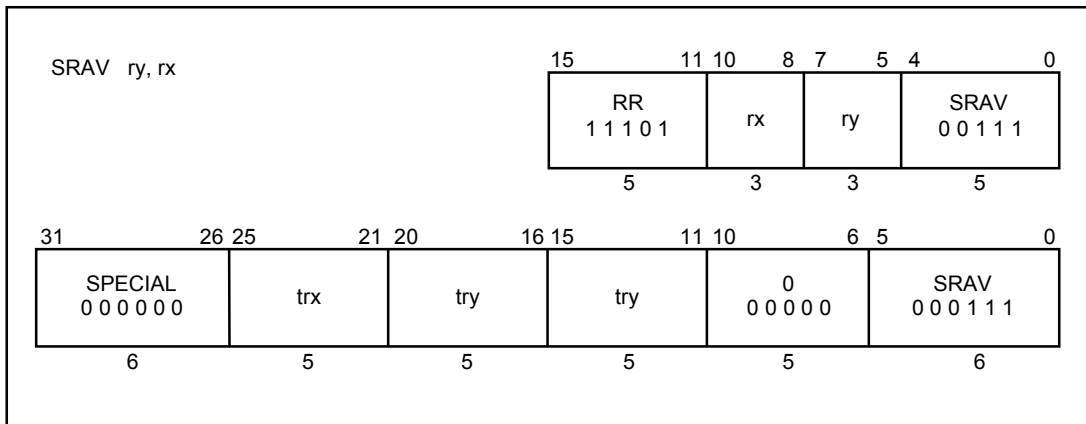 SRAV ry, rx
15 11 10 8 7 5 4 0
RR rx ry SRAV
1 1 1 0 1 0 0 1 1 1
5 3 3 5
31 26 25 21 20 16 15 11 10 6 5 0
SPECIAL trx try try 0 SRAV
0 0 0 0 0 0 0 0 0 0 0 0 0 0 1 1 1
6 5 5 5 5 6